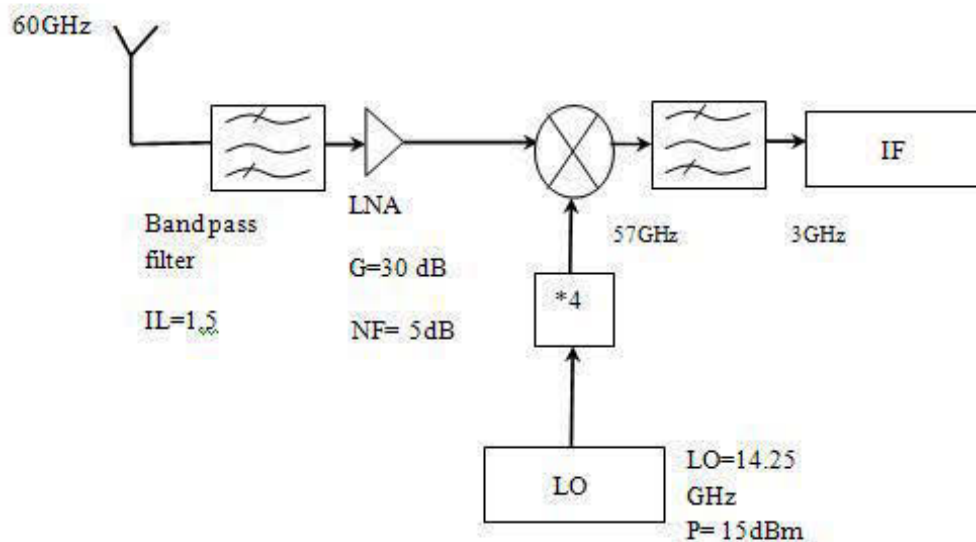 60GHz
Bandpass
filter
IL=1.5
LNA
G=30 dB
NF= 5dB
57GHz
3GHz
IF
*4
LO
LO=14.25
GHz
P= 15dBm